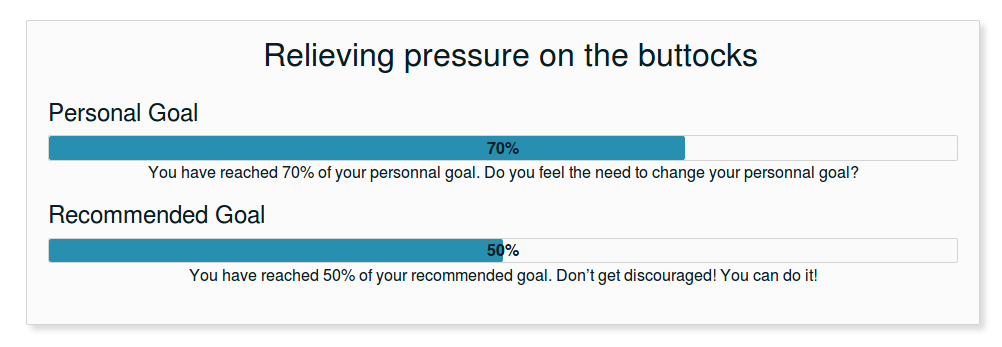 Relieving pressure on the buttocks
Personal Goal
70%
You have reached 70% of your personnal goal. Do you feel the need to change your personnal goal?
Recommended Goal
50%
You have reached 50% of your recommended goal. Don’t get discouraged! You can do it!